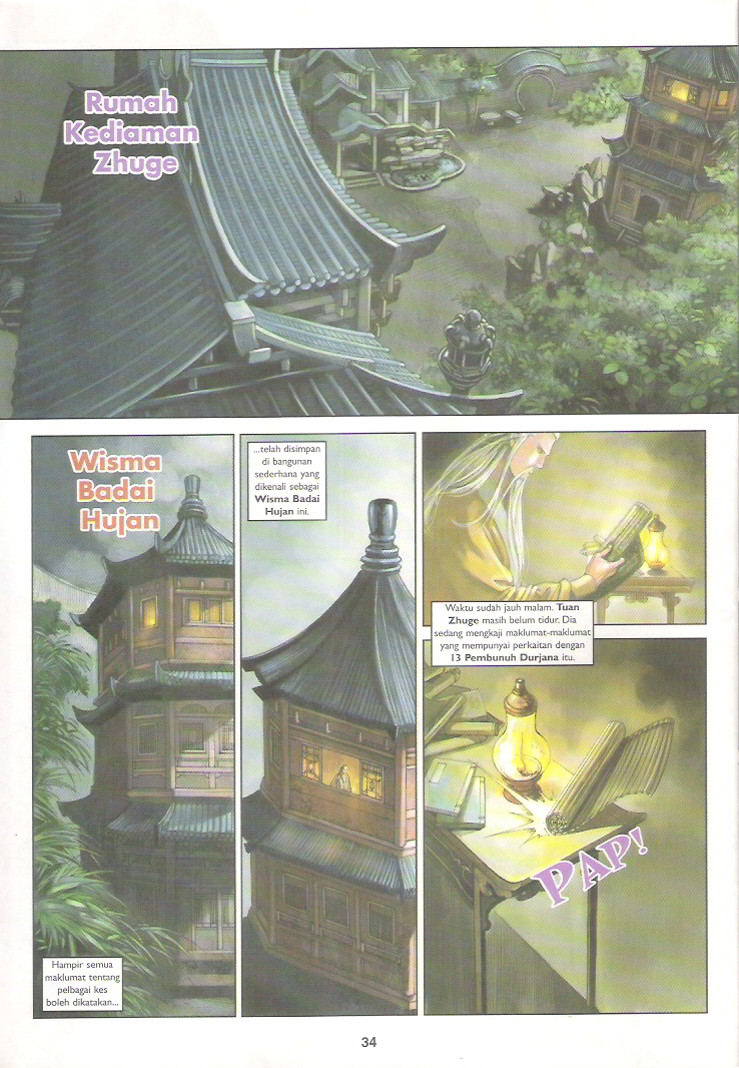 Rumah
Kediaman
Zhuge
Wisma
Badai
Hujan
Hampir semua
maklumat tentang
pelbagai kes
boleh dikatakan...
...telah disimpan
di bangunan
sederhana yang
dikenali sebagai
Wisma Badai
Hujan ini.
Waktu sudah jauh malam. Tuan
Zhuge masih belum tidur. Dia
sedang mengkaji maklumat-maklumat
yang mempunyai perkaitan dengan
13 Pembunuh Durjana itu.
PAP!
34